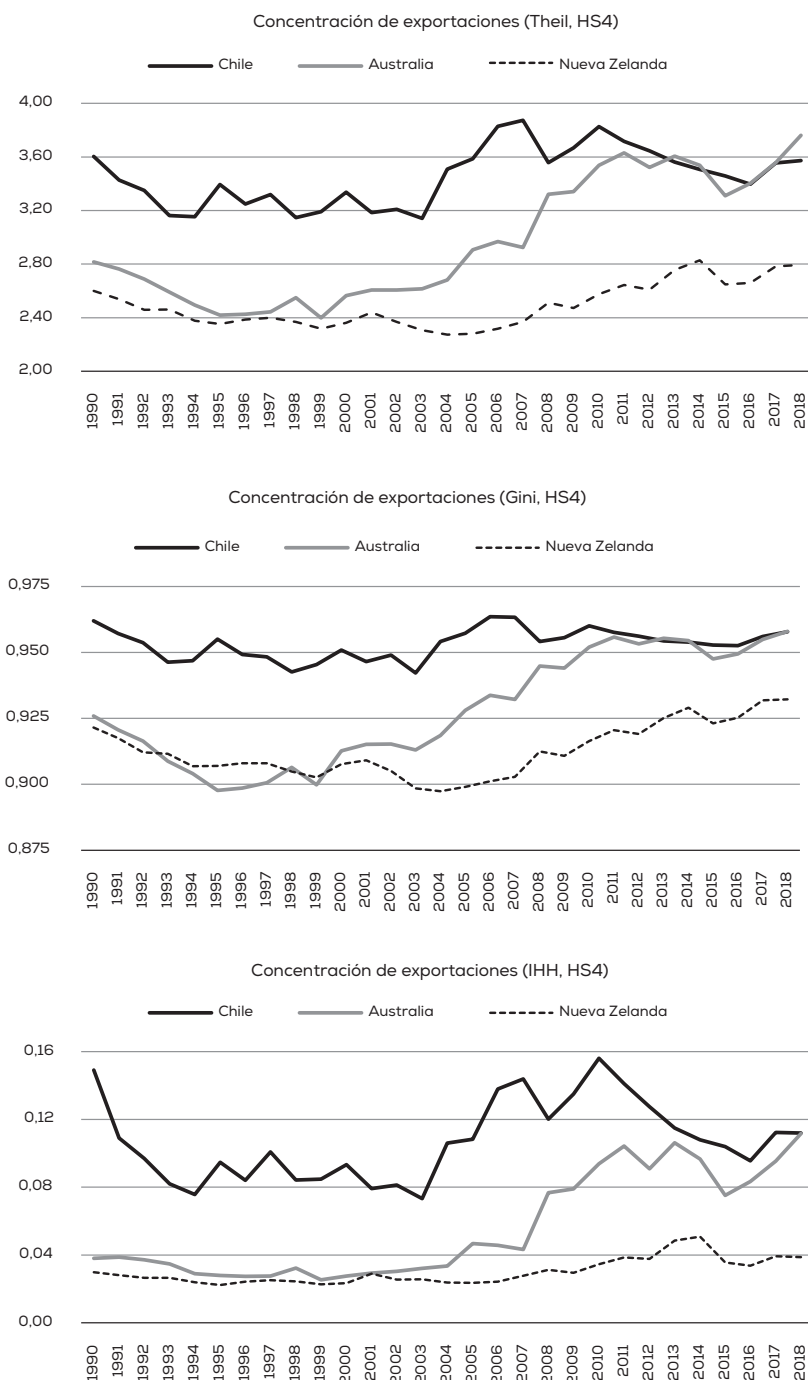 Concentración de exportaciones (Theil, HS4)
Chile Australia Nueva Zelanda
4,00
3,60
3,20
2,80
2,40
2,00
1990 1991 1992 1993 1994 1995 1996 1997 1998 1999 2000 2001 2002 2003 2004 2005 2006 2007 2008 2009 2010 2011 2012 2013 2014 2015 2016 2017 2018
Concentración de exportaciones (Gini, HS4)
Chile Australia Nueva Zelanda
0,975
0,950
0,925
0,900
0,875
1990 1991 1992 1993 1994 1995 1996 1997 1998 1999 2000 2001 2002 2003 2004 2005 2006 2007 2008 2009 2010 2011 2012 2013 2014 2015 2016 2017 2018
Concentración de exportaciones (IHH, HS4)
Chile Australia Nueva Zelanda
0,16
0,12
0,08
0,04
0,00
1990 1991 1992 1993 1994 1995 1996 1997 1998 1999 2000 2001 2002 2003 2004 2005 2006 2007 2008 2009 2010 2011 2012 2013 2014 2015 2016 2017 2018